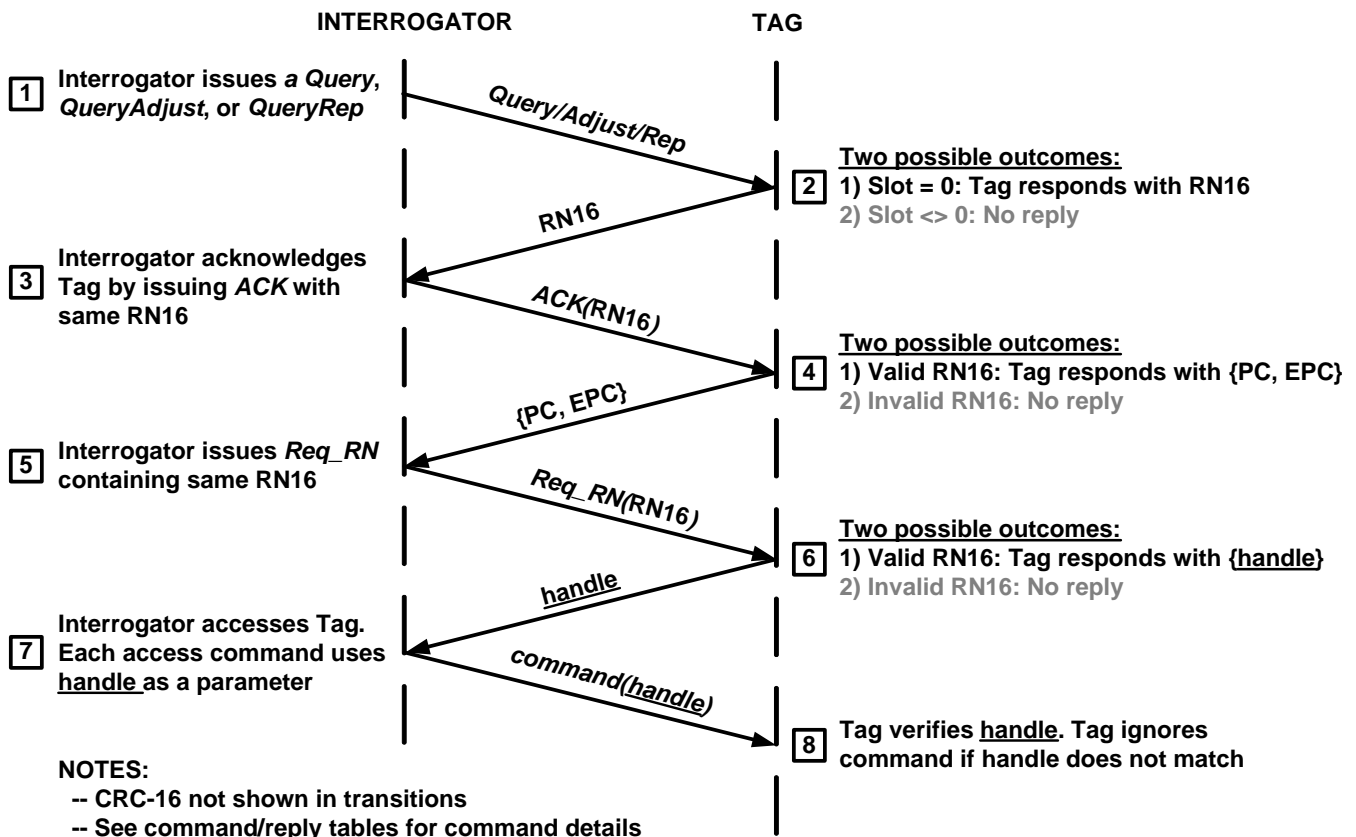 INTERROGATOR
TAG
1
Interrogator issues a Query,
QueryAdjust, or QueryRep
Query/Adjust/Rep
2
Two possible outcomes:
1) Slot = 0: Tag responds with RN16
2) Slot <> 0: No reply
RN16
3
Interrogator acknowledges
Tag by issuing ACK with
same RN16
ACK(RN16)
4
Two possible outcomes:
1) Valid RN16: Tag responds with {PC, EPC}
2) Invalid RN16: No reply
{PC, EPC}
5
Interrogator issues Req_RN
containing same RN16
Req_RN(RN16)
6
Two possible outcomes:
1) Valid RN16: Tag responds with {handle}
2) Invalid RN16: No reply
handle
7
Interrogator accesses Tag.
Each access command uses
handle as a parameter
command(handle)
8
Tag verifies handle. Tag ignores
command if handle does not match
NOTES:
-- CRC-16 not shown in transitions
-- See command/reply tables for command details